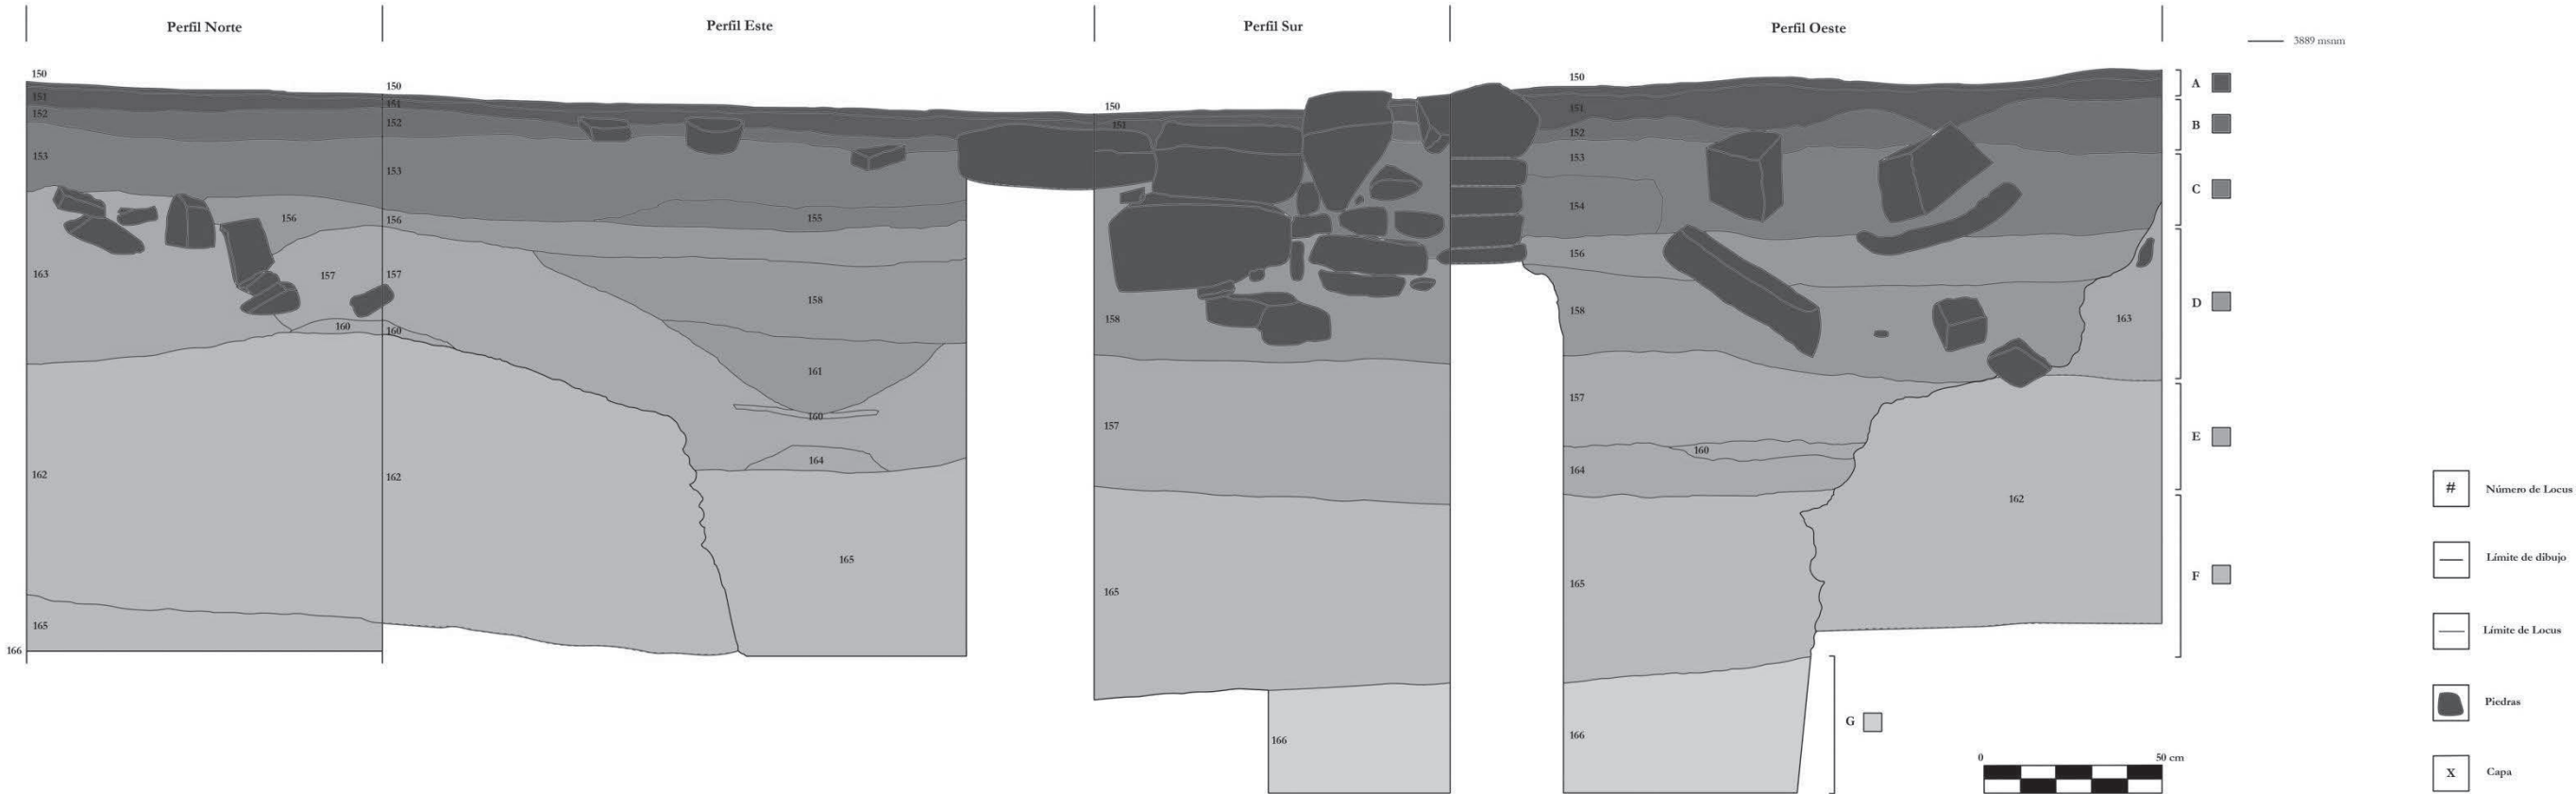 Perfil Norte
Perfil Este
Perfil Sur
Perfil Oeste
3889 msnm
150
151
152
153
156
163
157
160
162
165
166
150
151
152
153
156
157
160
162
155
158
161
160
164
165
150
151
158
157
165
166
150
151
152
153
154
156
158
157
160
164
165
166
163
162
A
B
C
D
E
F
G
0 50 cm
# Número de Locus
Límite de dibujo
Límite de Locus
Piedras
X Capa